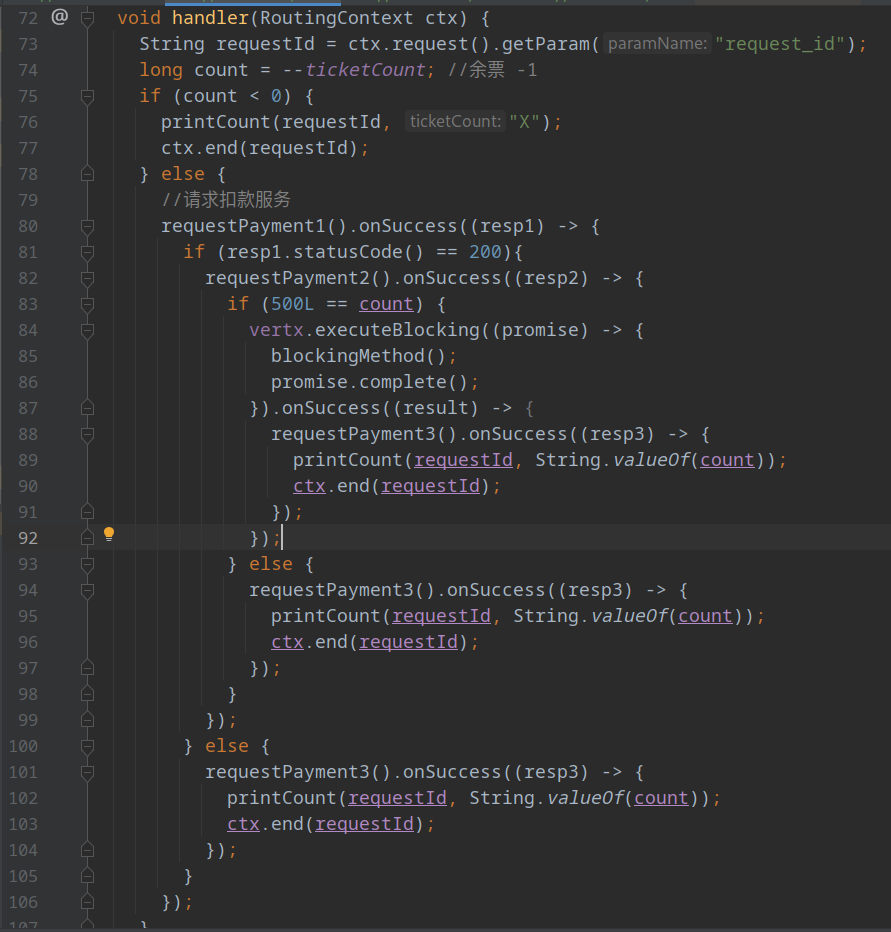 72 @ void handler(RoutingContext ctx) {
73 String requestId = ctx.request().getParam( paramName: "request_id");
74 long count = --ticketCount; //余票 -1
75 if (count < 0) {
76 printCount(requestId, ticketCount: "X");
77 ctx.end(requestId);
78 } else {
79 //请求扣款服务
80 requestPayment1().onSuccess((resp1) -> {
81 if (resp1.statusCode() == 200){
82 requestPayment2().onSuccess((resp2) -> {
83 if (500L == count) {
84 vertx.executeBlocking((promise) -> {
85 blockingMethod();
86 promise.complete();
87 }).onSuccess((result) -> {
88 requestPayment3().onSuccess((resp3) -> {
89 printCount(requestId, String.valueOf(count));
90 ctx.end(requestId);
91 });
92 });
93 } else {
94 requestPayment3().onSuccess((resp3) -> {
95 printCount(requestId, String.valueOf(count));
96 ctx.end(requestId);
97 });
98 }
99 });
100 } else {
101 requestPayment3().onSuccess((resp3) -> {
102 printCount(requestId, String.valueOf(count));
103 ctx.end(requestId);
104 });
105 }
106 });
107 }